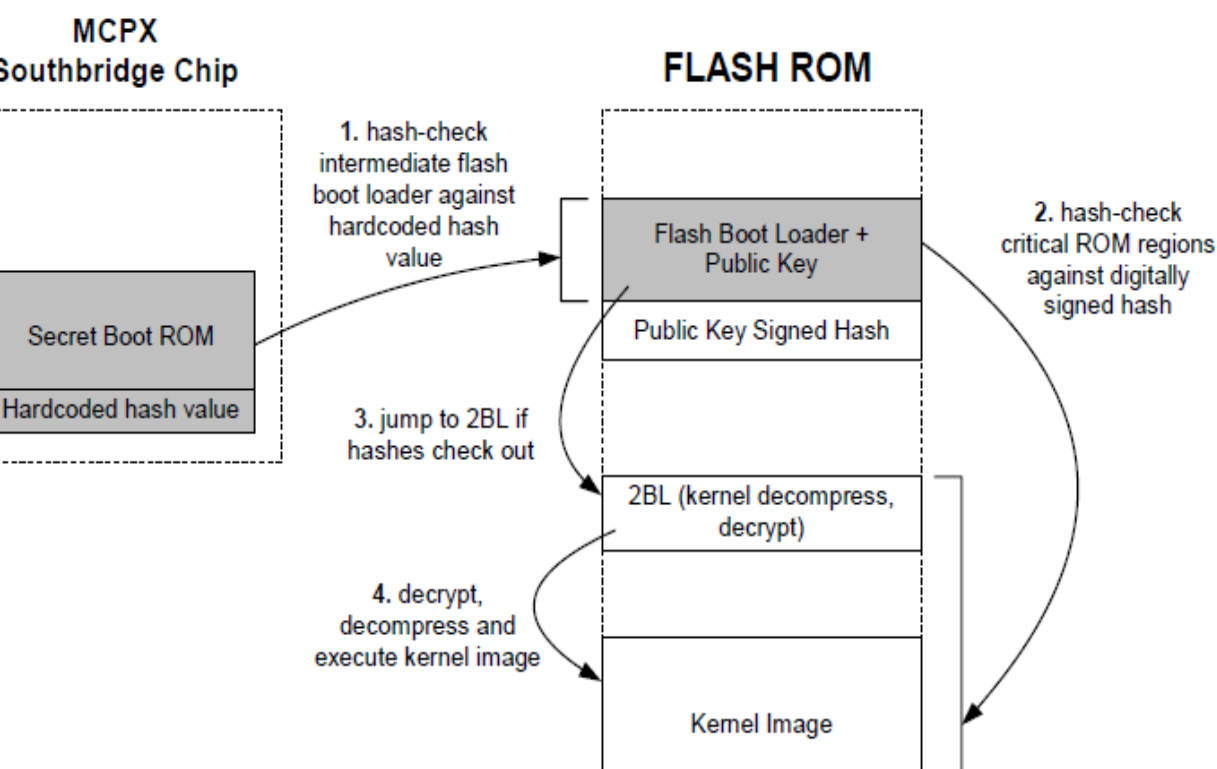 MCPX
Southbridge Chip
FLASH ROM
1. hash-check
intermediate flash
boot loader against
hardcoded hash
value
2. hash-check
critical ROM regions
against digitally
signed hash
Flash Boot Loader +
Public Key
Public Key Signed Hash
Secret Boot ROM
Hardcoded hash value
3. jump to 2BL if
hashes check out
2BL (kernel decompress,
decrypt)
4. decrypt,
decompress and
execute kernel image
Kernel Image